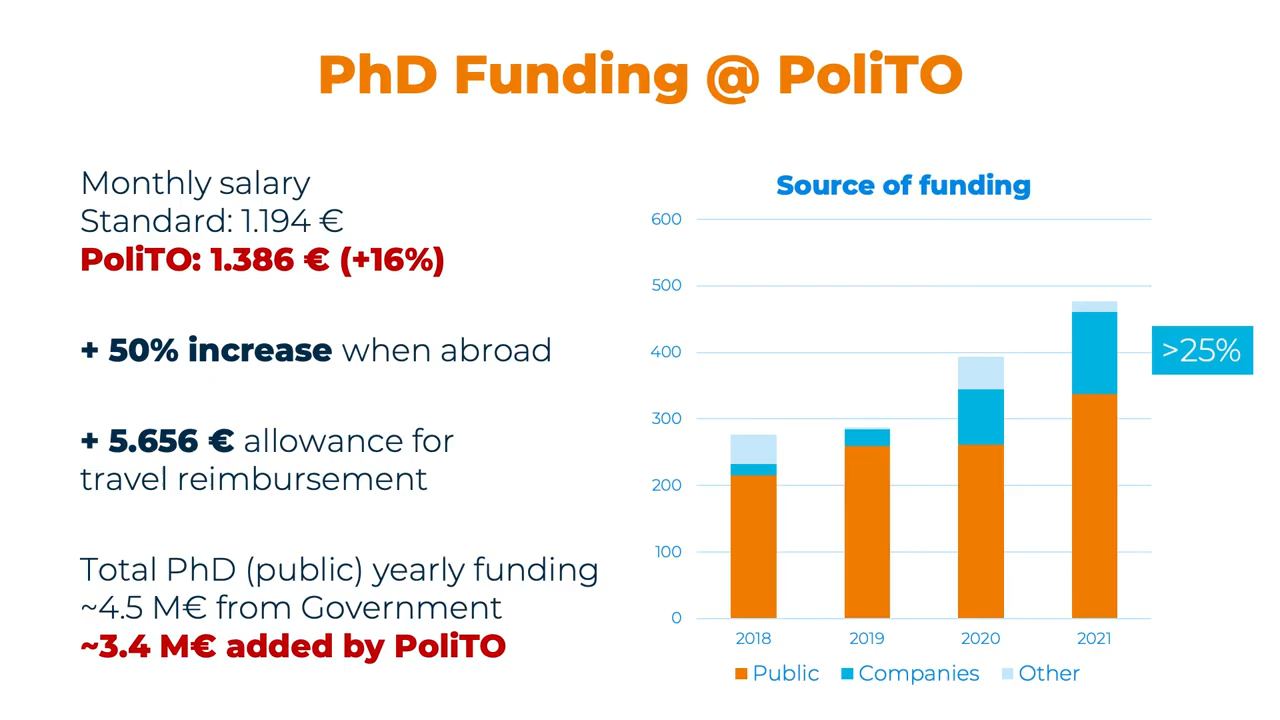 PhD Funding @ PoliTO
Monthly salary
Standard: 1.194 €
PoliTO: 1.386 € (+16%)
+ 50% increase when abroad
+ 5.656 € allowance for
travel reimbursement
Total PhD (public) yearly funding
~4.5 M€ from Government
~3.4 M€ added by PoliTO
Source of funding
600
500
400
300
200
100
0
2018 2019 2020 2021
Public Companies Other
>25%